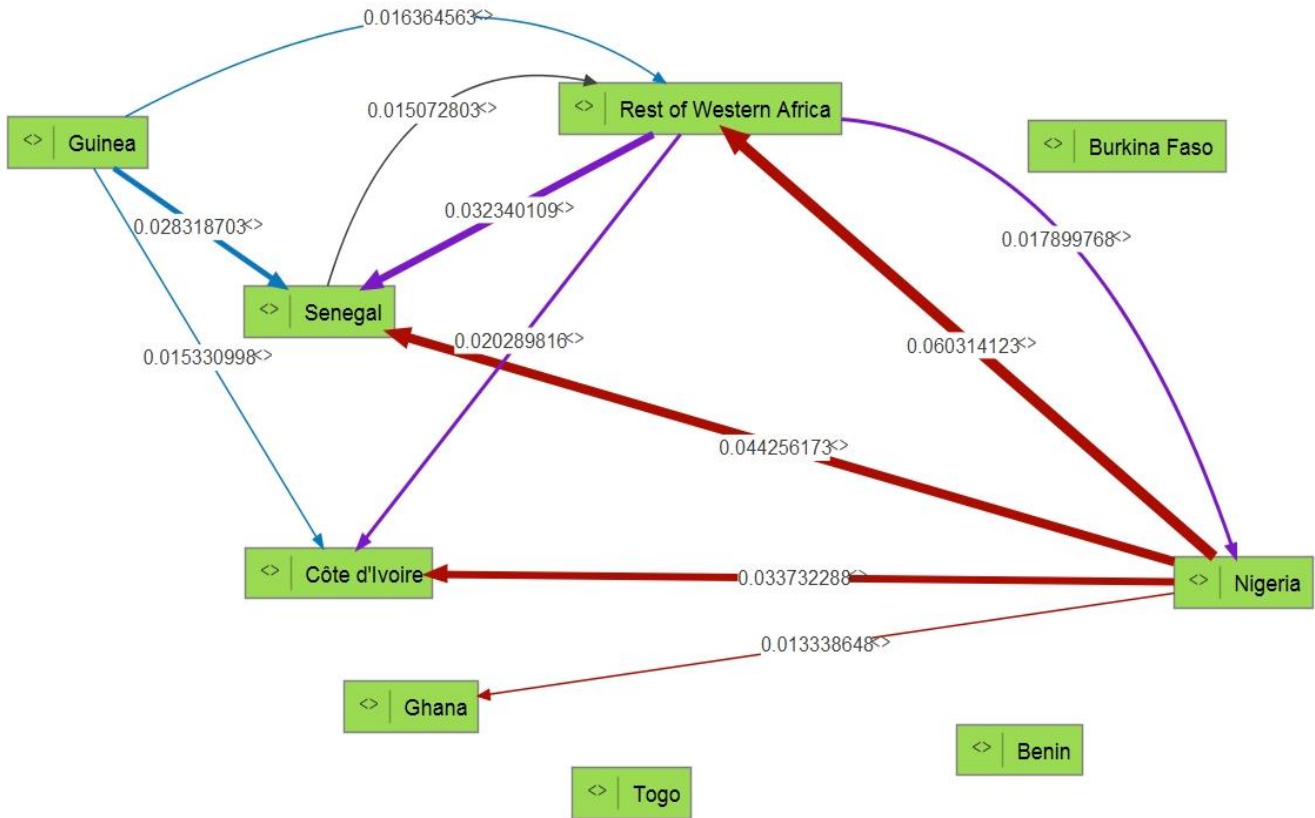 0.016364563<>
<> Rest of Western Africa
0.015072803<>
<> Guinea
<> Burkina Faso
0.028318703<>
0.032340109<>
0.017899768<>
<> Senegal
0.015330998<>
0.020289816<>
0.060314123<>
0.044256173<>
<> Côte d'Ivoire
0.033732288<>
<> Nigeria
0.013338648<>
<> Ghana
<> Benin
<> Togo